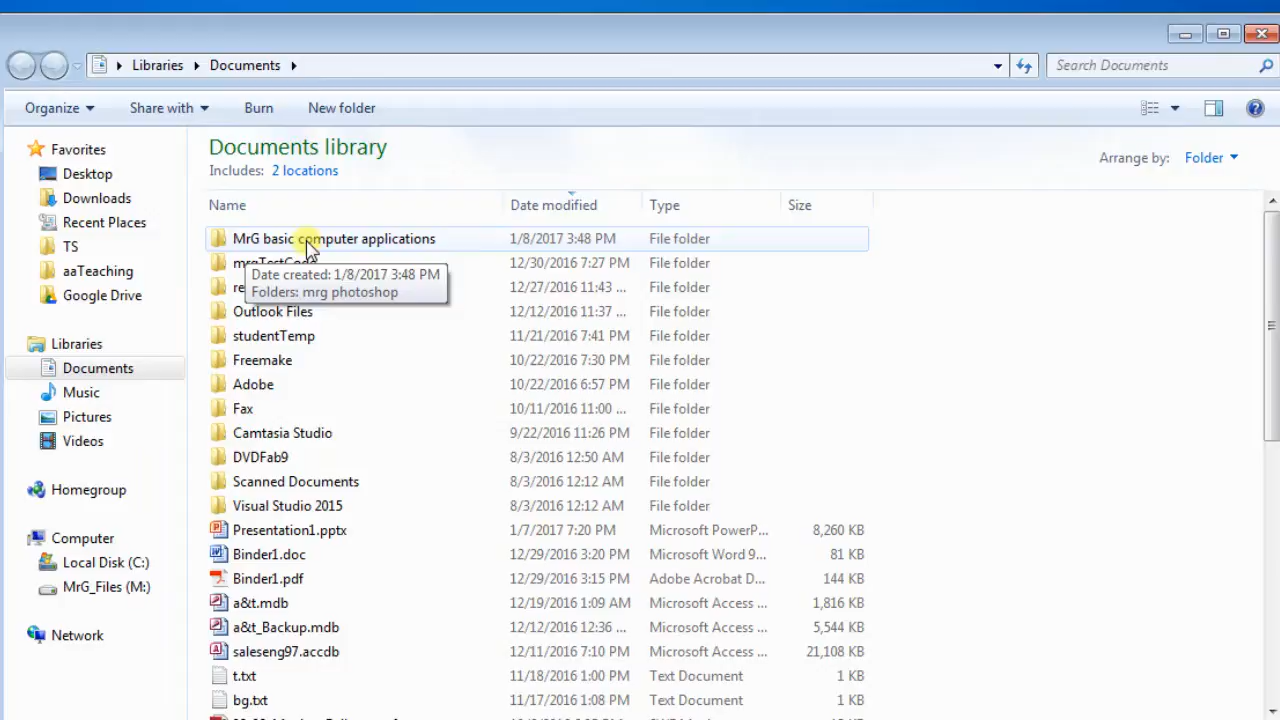 Libraries Documents
Search Documents
Organize Share with Burn New folder
Documents library
Includes: 2 locations
Arrange by: Folder
Name Date modified Type Size
Favorites
Desktop
Downloads
Recent Places
TS
aaTeaching
Google Drive
Libraries
Documents
Music
Pictures
Videos
Homegroup
Computer
Local Disk (C:)
MrG_Files (M:)
Network
MrG basic computer applications 1/8/2017 3:48 PM File folder
mrgTestCode 12/30/2016 7:27 PM File folder
Date created: 1/8/2017 3:48 PM
Folders: mrg photoshop
re 12/27/2016 11:43 ... File folder
Outlook Files 12/12/2016 11:37 ... File folder
studentTemp 11/21/2016 7:41 PM File folder
Freemake 10/22/2016 7:30 PM File folder
Adobe 10/22/2016 6:57 PM File folder
Fax 10/11/2016 11:00 ... File folder
Camtasia Studio 9/22/2016 11:26 PM File folder
DVDFab9 8/3/2016 12:50 AM File folder
Scanned Documents 8/3/2016 12:12 AM File folder
Visual Studio 2015 8/3/2016 12:12 AM File folder
Presentation1.pptx 1/7/2017 7:20 PM Microsoft PowerP... 8,260 KB
Binder1.doc 12/29/2016 3:20 PM Microsoft Word 9... 81 KB
Binder1.pdf 12/29/2016 3:15 PM Adobe Acrobat D... 144 KB
a&t.mdb 12/19/2016 1:09 AM Microsoft Access ... 1,816 KB
a&t_Backup.mdb 12/12/2016 12:36 ... Microsoft Access ... 5,544 KB
saleseng97.accdb 12/11/2016 7:10 PM Microsoft Access ... 21,108 KB
t.txt 11/18/2016 1:00 PM Text Document 1 KB
bg.txt 11/17/2016 1:08 PM Text Document 1 KB